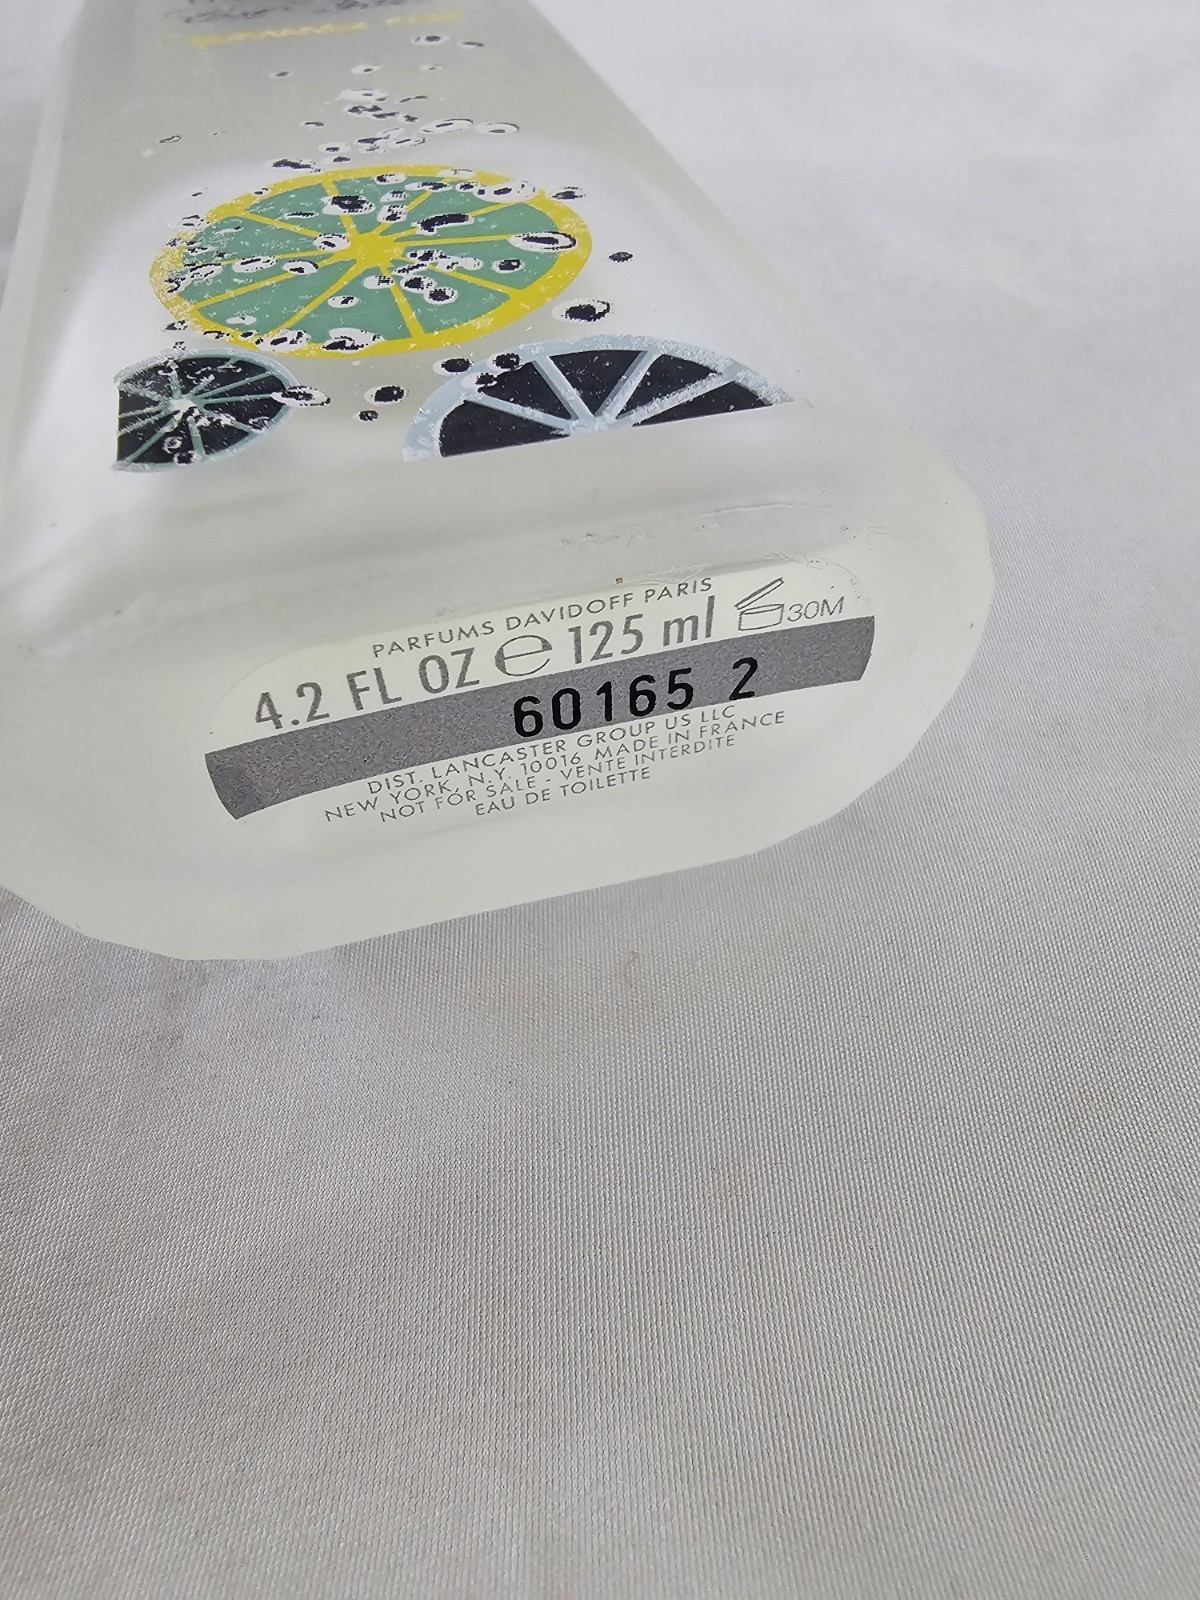 PARFUMS DAVIDOFF PARIS
4.2 FL OZ e 125 ml 30M
60165 2
DIST. LANCASTER GROUP US LLC
NEW YORK, N.Y. 10016 MADE IN FRANCE
NOT FOR SALE - VENTE INTERDITE
EAU DE TOILETTE